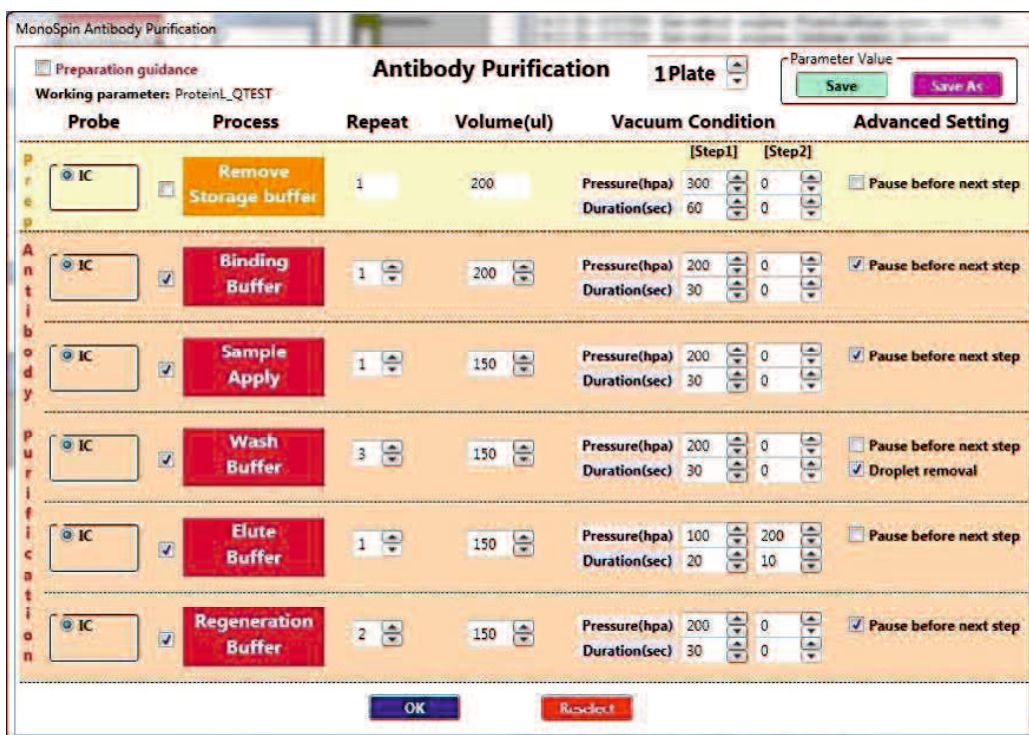 MonoSpin Antibody Purification
Preparation guidance
Antibody Purification
1 Plate
Parameter Value
Save
Save As
Working parameter: ProteinL_QTEST
Probe Process Repeat Volume(ul) Vacuum Condition Advanced Setting
[Step1] [Step2]
Prep
IC
Remove
Storage buffer
1
200
Pressure(hpa) 300 0
Duration(sec) 60 0
Pause before next step
Antibody Purification
IC
Binding
Buffer
1
200
Pressure(hpa) 200 0
Duration(sec) 30 0
Pause before next step
IC
Sample
Apply
1
150
Pressure(hpa) 200 0
Duration(sec) 30 0
Pause before next step
IC
Wash
Buffer
3
150
Pressure(hpa) 200 0
Duration(sec) 30 0
Pause before next step
Droplet removal
IC
Elute
Buffer
1
150
Pressure(hpa) 100 200
Duration(sec) 20 10
Pause before next step
IC
Regeneration
Buffer
2
150
Pressure(hpa) 200 0
Duration(sec) 30 0
Pause before next step
OK
Reselect